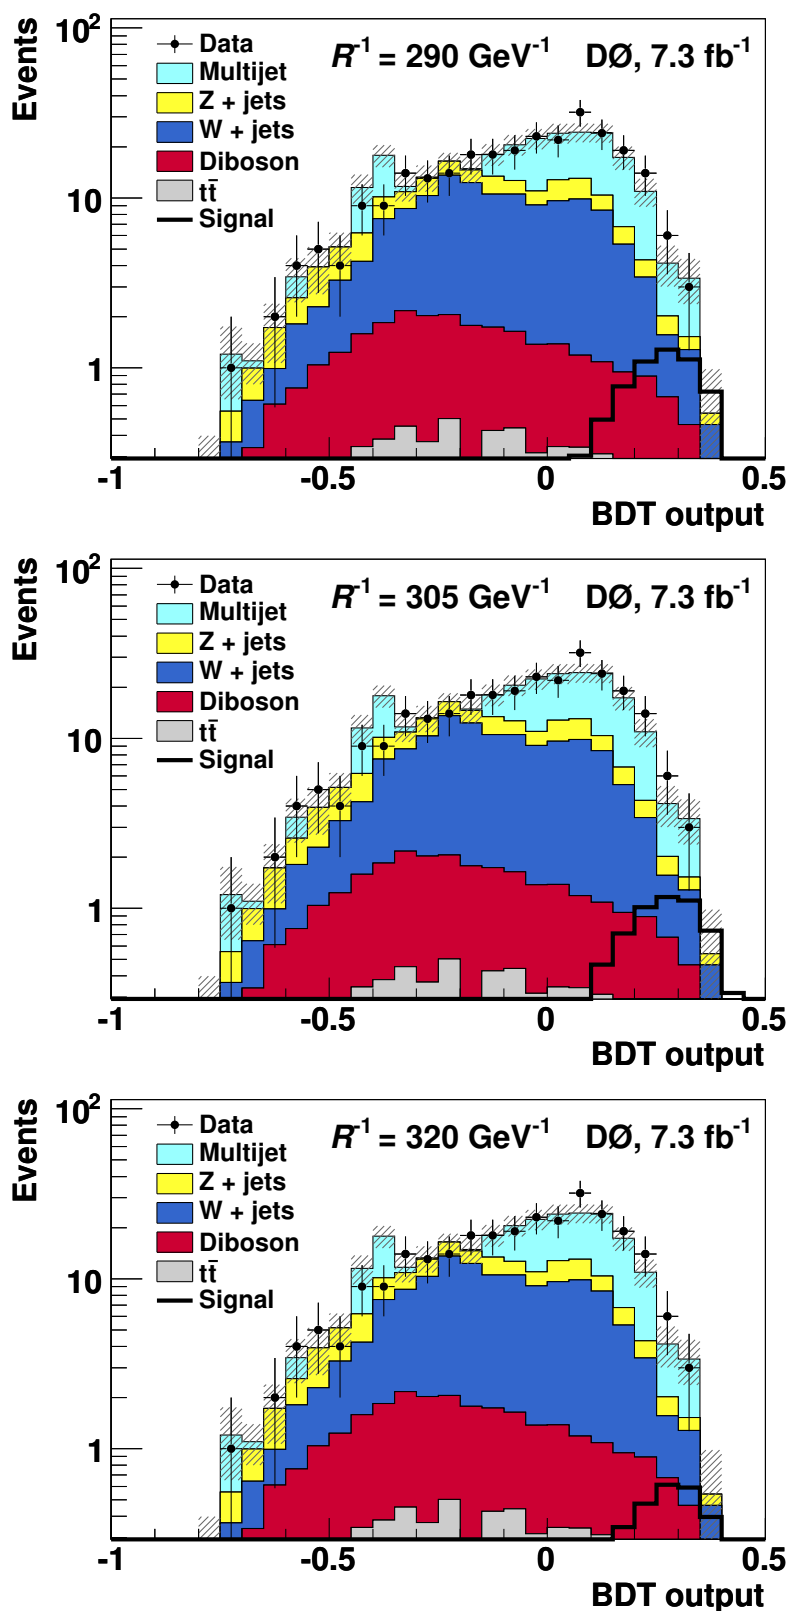 10²
Events
Data
R⁻¹ = 290 GeV⁻¹
DØ, 7.3 fb⁻¹
Multijet
Z + jets
W + jets
10
Diboson
tt̄
Signal
1
-1
-0.5
0
0.5
BDT output
10²
Events
Data
R⁻¹ = 305 GeV⁻¹
DØ, 7.3 fb⁻¹
Multijet
Z + jets
W + jets
Diboson
10
tt̄
Signal
1
-1
-0.5
0
0.5
BDT output
10²
Events
Data
R⁻¹ = 320 GeV⁻¹
DØ, 7.3 fb⁻¹
Multijet
Z + jets
W + jets
Diboson
10
tt̄
Signal
1
-1
-0.5
0
0.5
BDT output